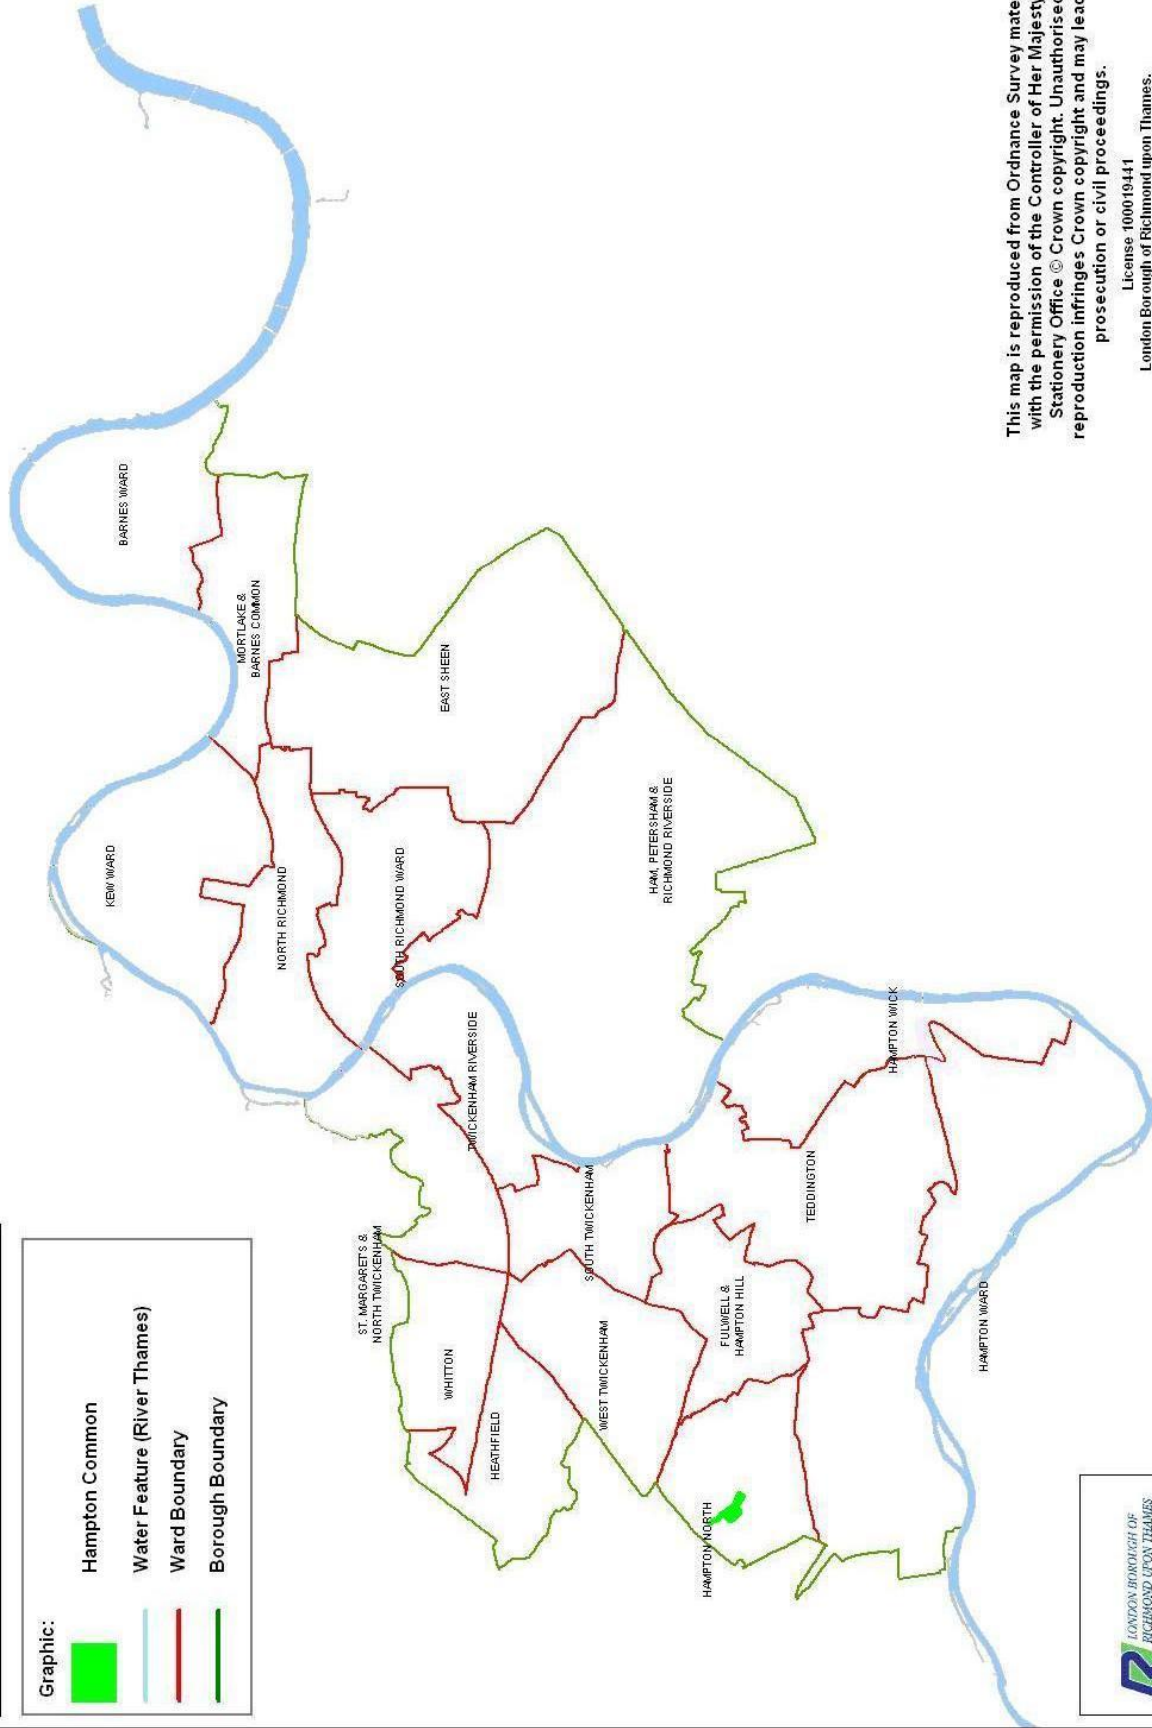 Graphic:
Hampton Common
Water Feature (River Thames)
Ward Boundary
Borough Boundary
BARNES WARD
MORTLAKE &
BARNES COMMON
EAST SHEEN
KEW WARD
NORTH RICHMOND
SOUTH RICHMOND WARD
HAM, PETERSHAM &
RICHMOND RIVERSIDE
TWICKENHAM RIVERSIDE
ST. MARGARETS &
NORTH TWICKENHAM
WHITTON
HEATHFIELD
SOUTH TWICKENHAM
WEST TWICKENHAM
FULWELL &
HAMPTON HILL
TEDDINGTON
HAMPTON WICK
HAMPTON NORTH
HAMPTON WARD
This map is reproduced from Ordnance Survey mate
with the permission of the Controller of Her Majesty
Stationery Office © Crown copyright. Unauthorised
reproduction infringes Crown copyright and may lead
prosecution or civil proceedings.
License 100019441
London Borough of Richmond upon Thames.
LONDON BOROUGH OF
RICHMOND UPON THAMES